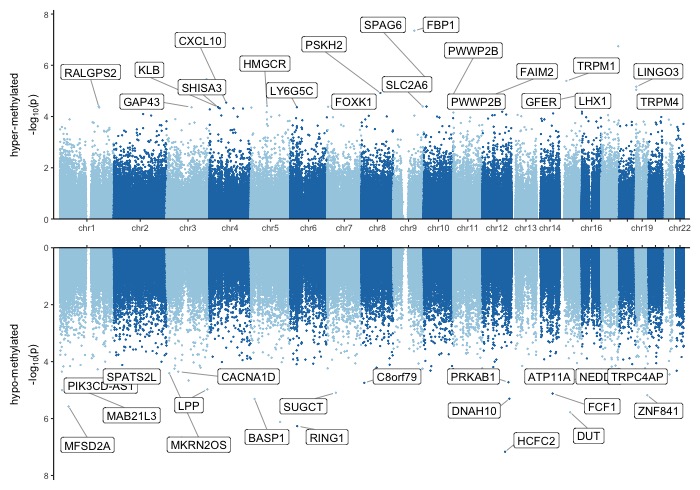 8
SPAG6
FBP1
CXCL10
PSKH2
PWWP2B
HMGCR
KLB
RALGPS2
TRPM1
FAIM2
LINGO3
6
SHISA3
SLC2A6
LY6G5C
GAP43
FOXK1
PWWP2B
GFER
LHX1
TRPM4
4
hyper-methylated
-log10(p)
2
0
chr1 chr2 chr3 chr4 chr5 chr6 chr7 chr8 chr9 chr10 chr11 chr12 chr13 chr14 chr16 chr17 chr19 chr22
0
2
hypo-methylated
-log10(p)
4
SPATS2L
CACNA1D
C8orf79
PRKAB1
ATP11A
TRPC4AP
PIK3CD-AS1
LPP
SUGCT
MAB21L3
DNAH10
FCF1
ZNF841
6
MFSD2A
MKRN2OS
BASP1
RING1
HCFC2
DUT
8